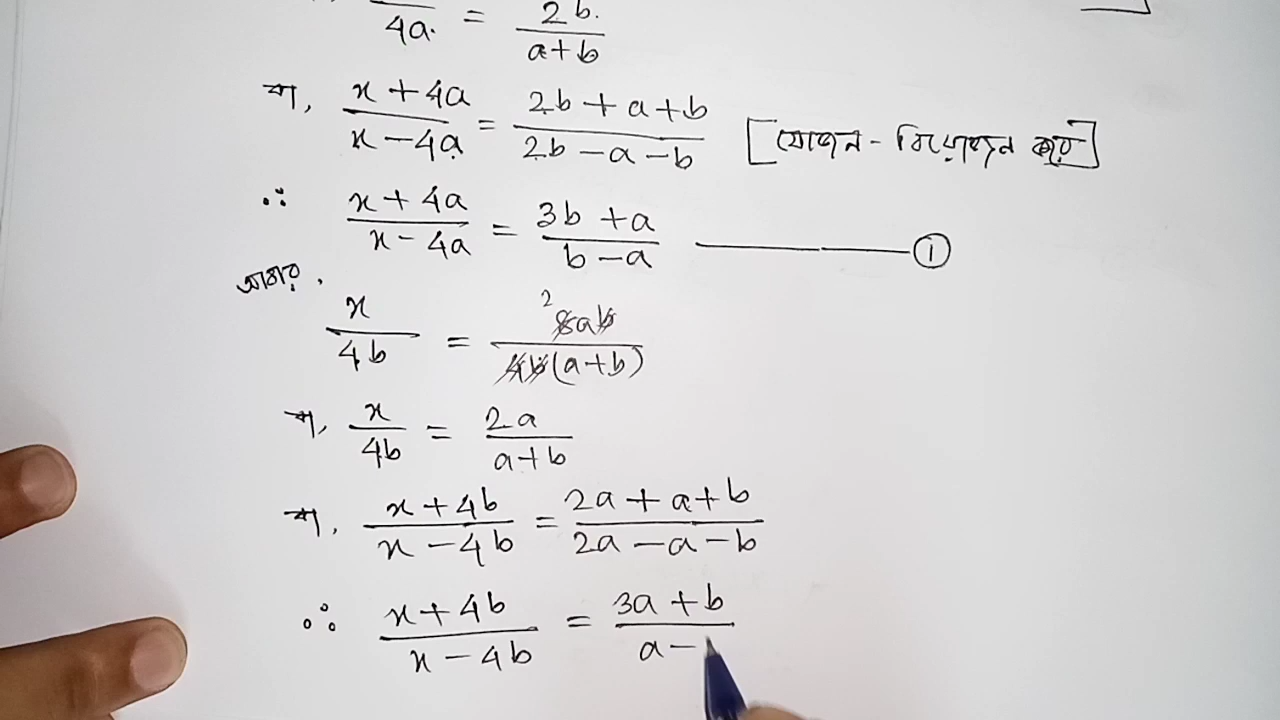 /4a = 2b/(a+b)
বা, (x+4a)/(x-4a) = (2b+a+b)/(2b-a-b) [যোজন-বিয়োজন করে]
∴ (x+4a)/(x-4a) = (3b+a)/(b-a) ——— ①
আবার,
x/4b = 2 8ab/4b(a+b)
বা, x/4b = 2a/(a+b)
বা, (x+4b)/(x-4b) = (2a+a+b)/(2a-a-b)
∴ (x+4b)/(x-4b) = (3a+b)/(a-